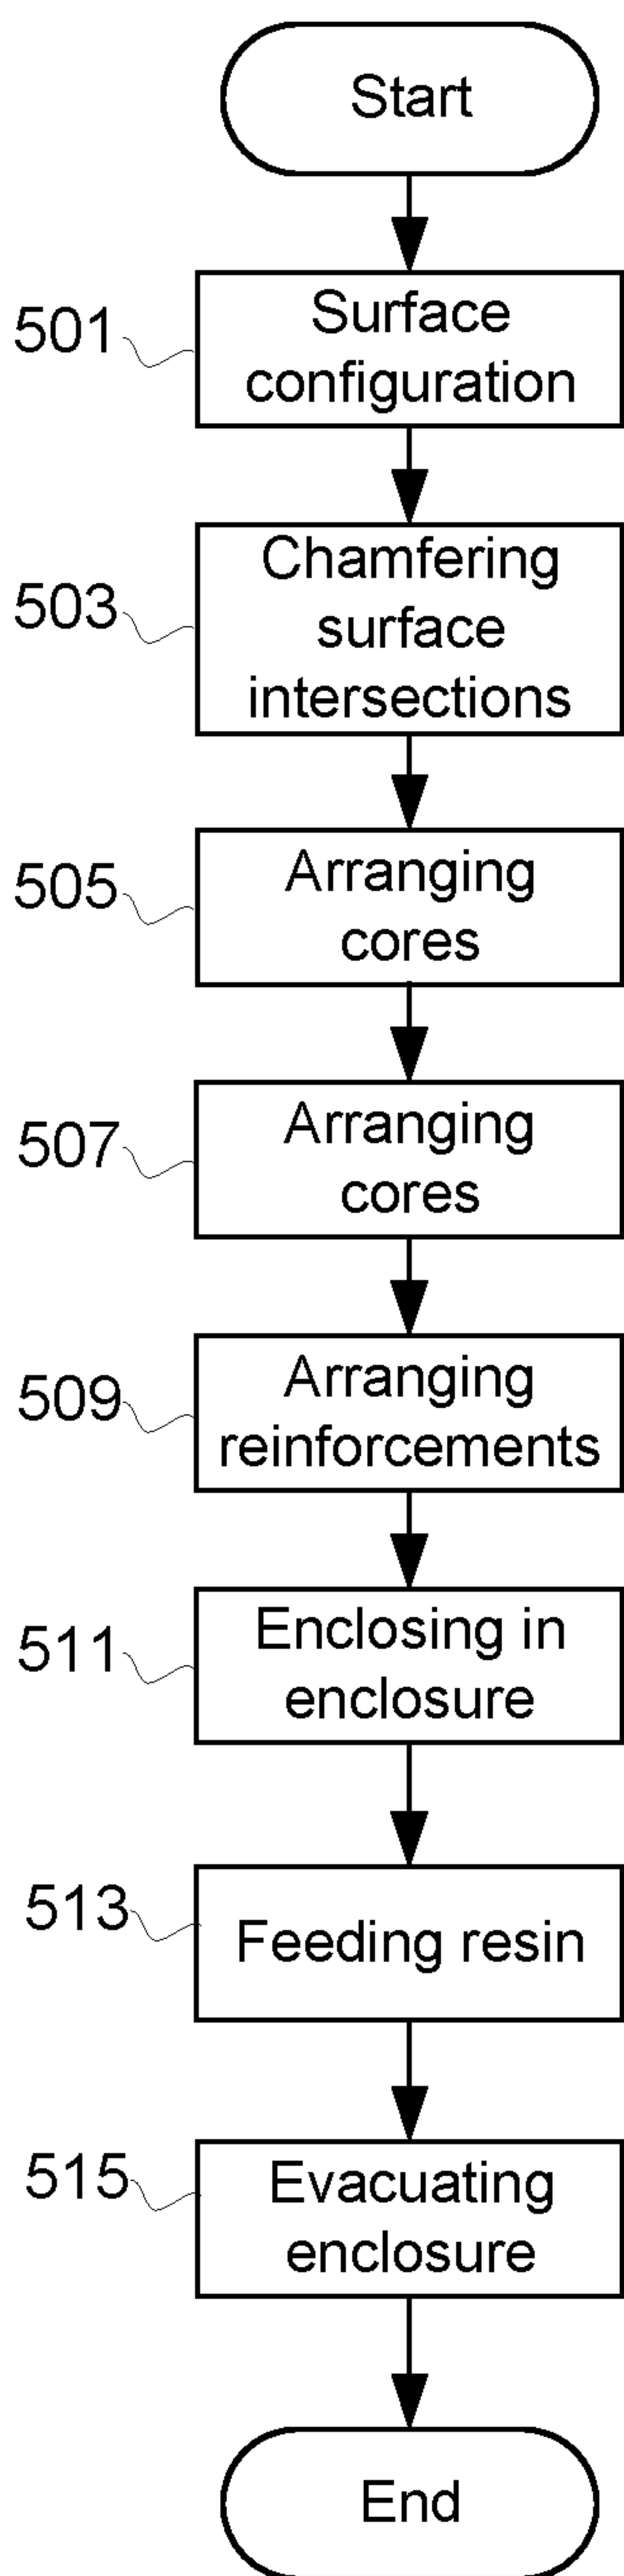 Start
501
Surface
configuration
503
Chamfering
surface
intersections
505
Arranging
cores
507
Arranging
cores
509
Arranging
reinforcements
511
Enclosing in
enclosure
513
Feeding resin
515
Evacuating
enclosure
End